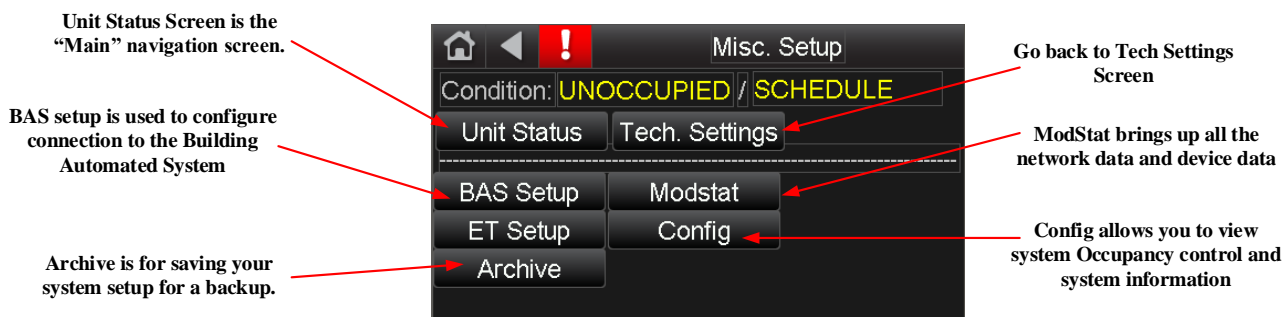 Unit Status Screen is the
“Main” navigation screen.
BAS setup is used to configure
connection to the Building
Automated System
Archive is for saving your
system setup for a backup.
!
Misc. Setup
Condition: UNOCCUPIED / SCHEDULE
Unit Status Tech. Settings
BAS Setup Modstat
ET Setup Config
Archive
Go back to Tech Settings
Screen
ModStat brings up all the
network data and device data
Config allows you to view
system Occupancy control and
system information